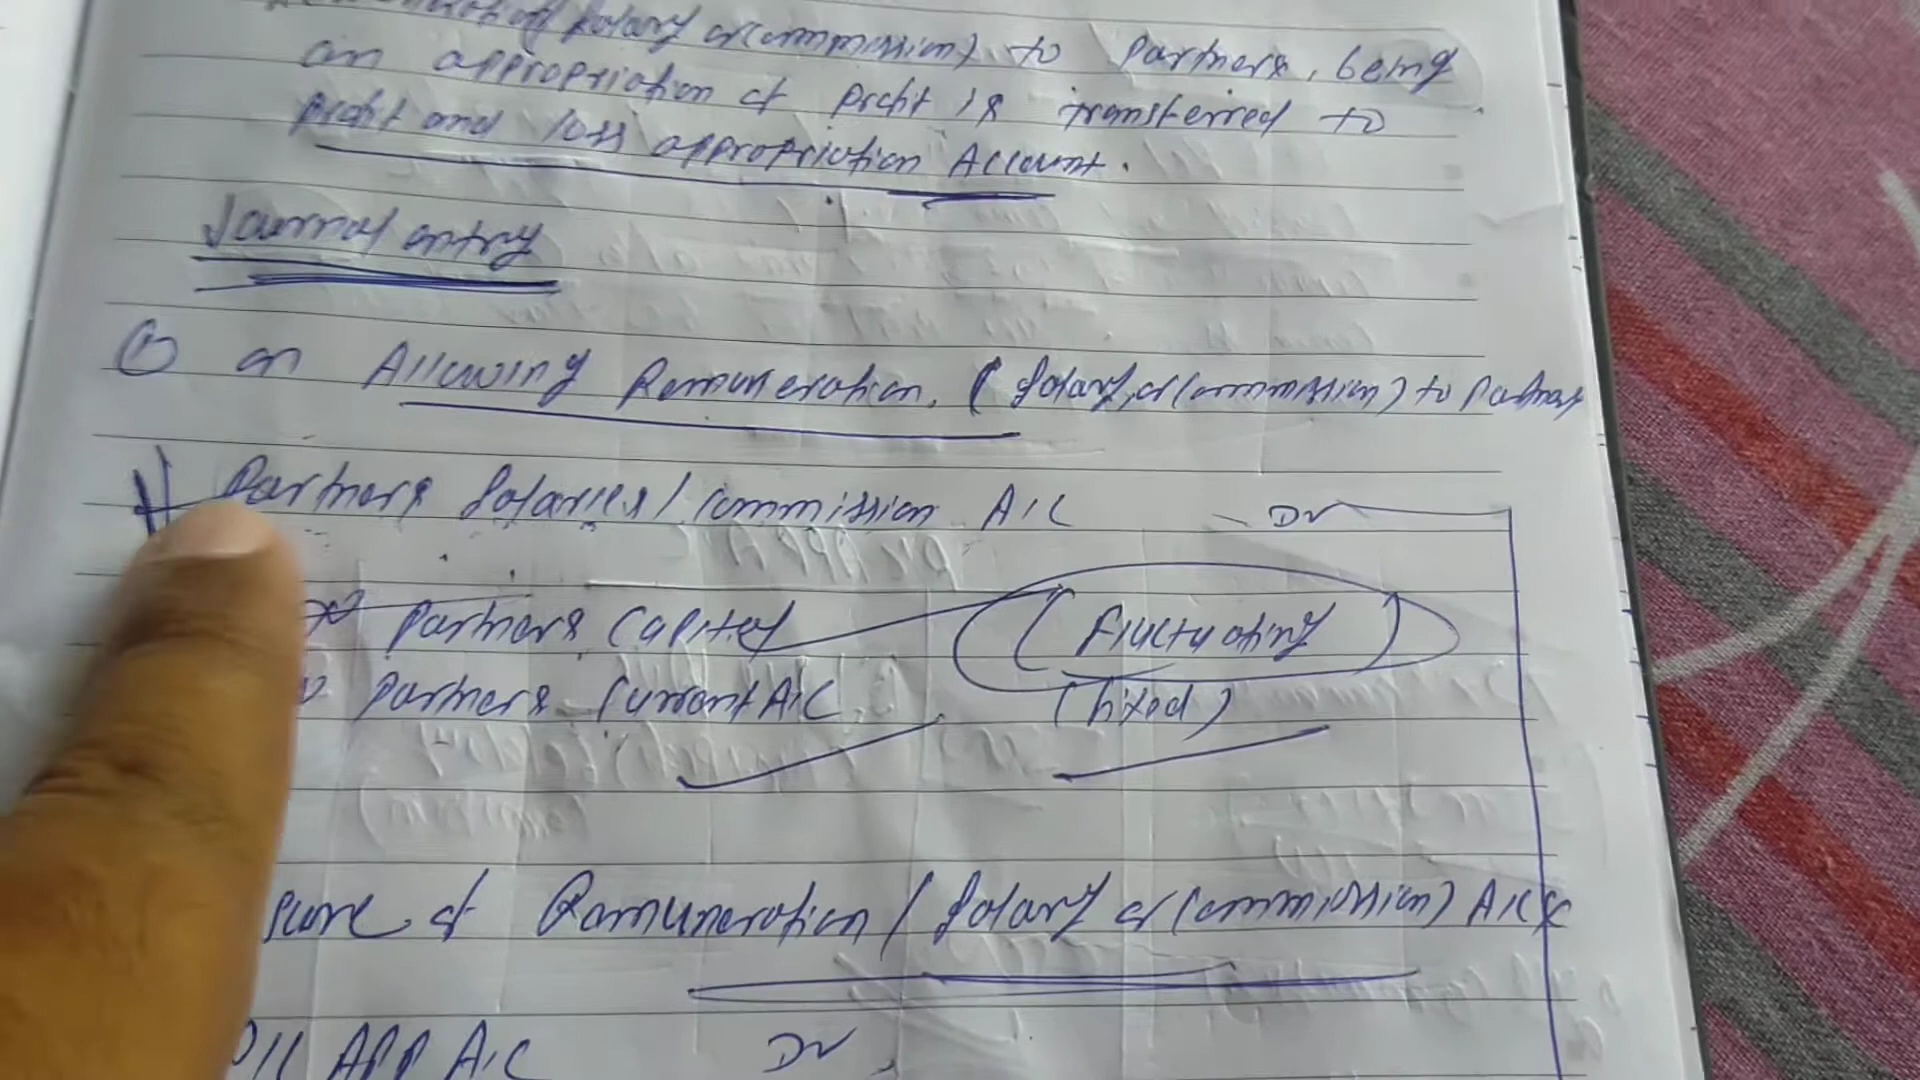 Salary or commission) to Partners, being
an appropriation of profit is transferred to
profit and loss appropriation Account.
Journal entry
① on Allowing Remuneration. (Salary, or commission) to Partners
Partners Salaries / commission A/C Dr
To Partners Capital (Fluctuating)
Partners Current A/C (fixed)
sure of Remuneration / Salary or commission) A/C
P/L APP A/C Dr